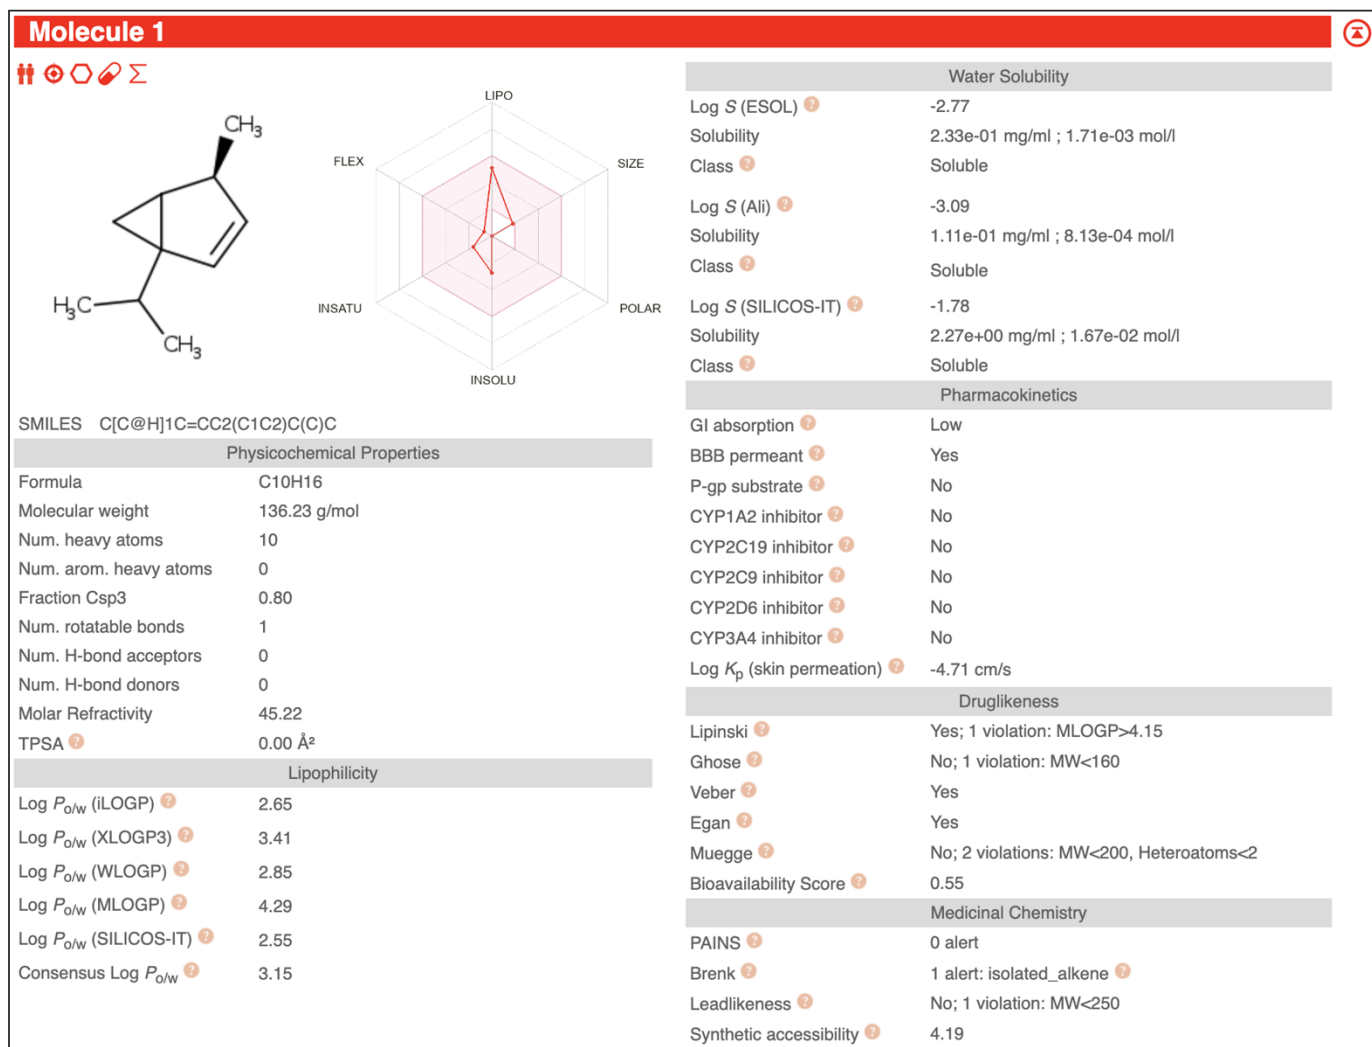 Molecule 1
CH₃
H₃C
CH₃
LIPO
FLEX
SIZE
INSATU
POLAR
INSOLU
SMILES C[C@H]1C=CC2(C1C2)C(C)C
Physicochemical Properties
Formula C10H16
Molecular weight 136.23 g/mol
Num. heavy atoms 10
Num. arom. heavy atoms 0
Fraction Csp3 0.80
Num. rotatable bonds 1
Num. H-bond acceptors 0
Num. H-bond donors 0
Molar Refractivity 45.22
TPSA ? 0.00 Å²
Lipophilicity
Log Po/w (iLOGP) ? 2.65
Log Po/w (XLOGP3) ? 3.41
Log Po/w (WLOGP) ? 2.85
Log Po/w (MLOGP) ? 4.29
Log Po/w (SILICOS-IT) ? 2.55
Consensus Log Po/w ? 3.15
Water Solubility
Log S (ESOL) ? -2.77
Solubility 2.33e-01 mg/ml ; 1.71e-03 mol/l
Class ? Soluble
Log S (Ali) ? -3.09
Solubility 1.11e-01 mg/ml ; 8.13e-04 mol/l
Class ? Soluble
Log S (SILICOS-IT) ? -1.78
Solubility 2.27e+00 mg/ml ; 1.67e-02 mol/l
Class ? Soluble
Pharmacokinetics
GI absorption ? Low
BBB permeant ? Yes
P-gp substrate ? No
CYP1A2 inhibitor ? No
CYP2C19 inhibitor ? No
CYP2C9 inhibitor ? No
CYP2D6 inhibitor ? No
CYP3A4 inhibitor ? No
Log Kp (skin permeation) ? -4.71 cm/s
Druglikeness
Lipinski ? Yes; 1 violation: MLOGP>4.15
Ghose ? No; 1 violation: MW<160
Veber ? Yes
Egan ? Yes
Muegge ? No; 2 violations: MW<200, Heteroatoms<2
Bioavailability Score ? 0.55
Medicinal Chemistry
PAINS ? 0 alert
Brenk ? 1 alert: isolated_alkene ?
Leadlikeness ? No; 1 violation: MW<250
Synthetic accessibility ? 4.19